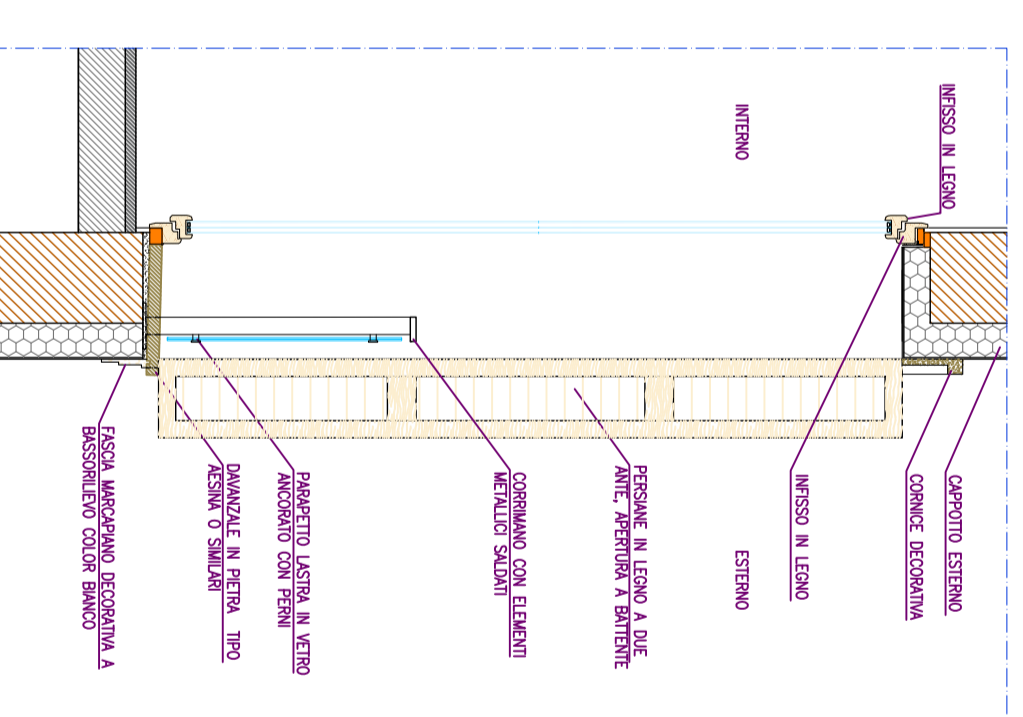 INFISSO IN LEGNO
INTERNO
CAPPOTTO ESTERNO
CORNICE DECORATIVA
INFISSO IN LEGNO
ESTERNO
PERSIANE IN LEGNO A DUE
ANTE, APERTURA A BATTENTE
CORRIMANO CON ELEMENTI
METALLICI SALDATI
PARAPETTO LASTRA IN VETRO
ANCORATO CON PERNI
DAVANZALE IN PIETRA TIPO
AESINA O SIMILARI
FASCIA MARCAPIANO DECORATIVA A
BASSORILIEVO COLOR BIANCO